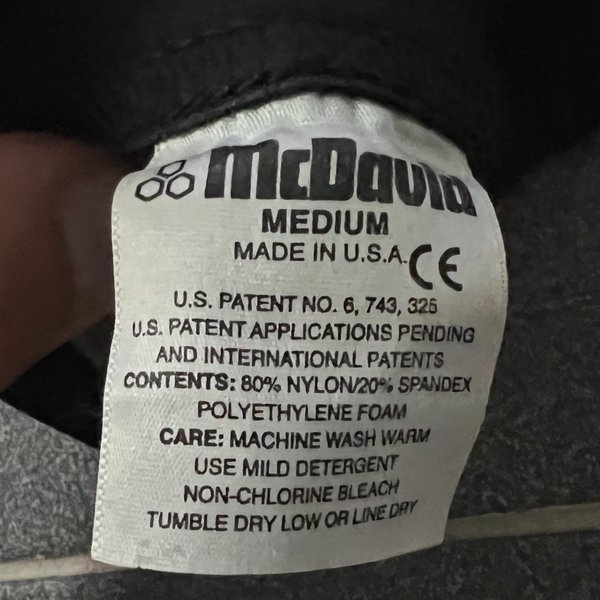 McDavid
MEDIUM
MADE IN U.S.A. CE
U.S. PATENT NO. 6, 743, 325
U.S. PATENT APPLICATIONS PENDING
AND INTERNATIONAL PATENTS
CONTENTS: 80% NYLON/20% SPANDEX
POLYETHYLENE FOAM
CARE: MACHINE WASH WARM
USE MILD DETERGENT
NON-CHLORINE BLEACH
TUMBLE DRY LOW OR LINE DRY